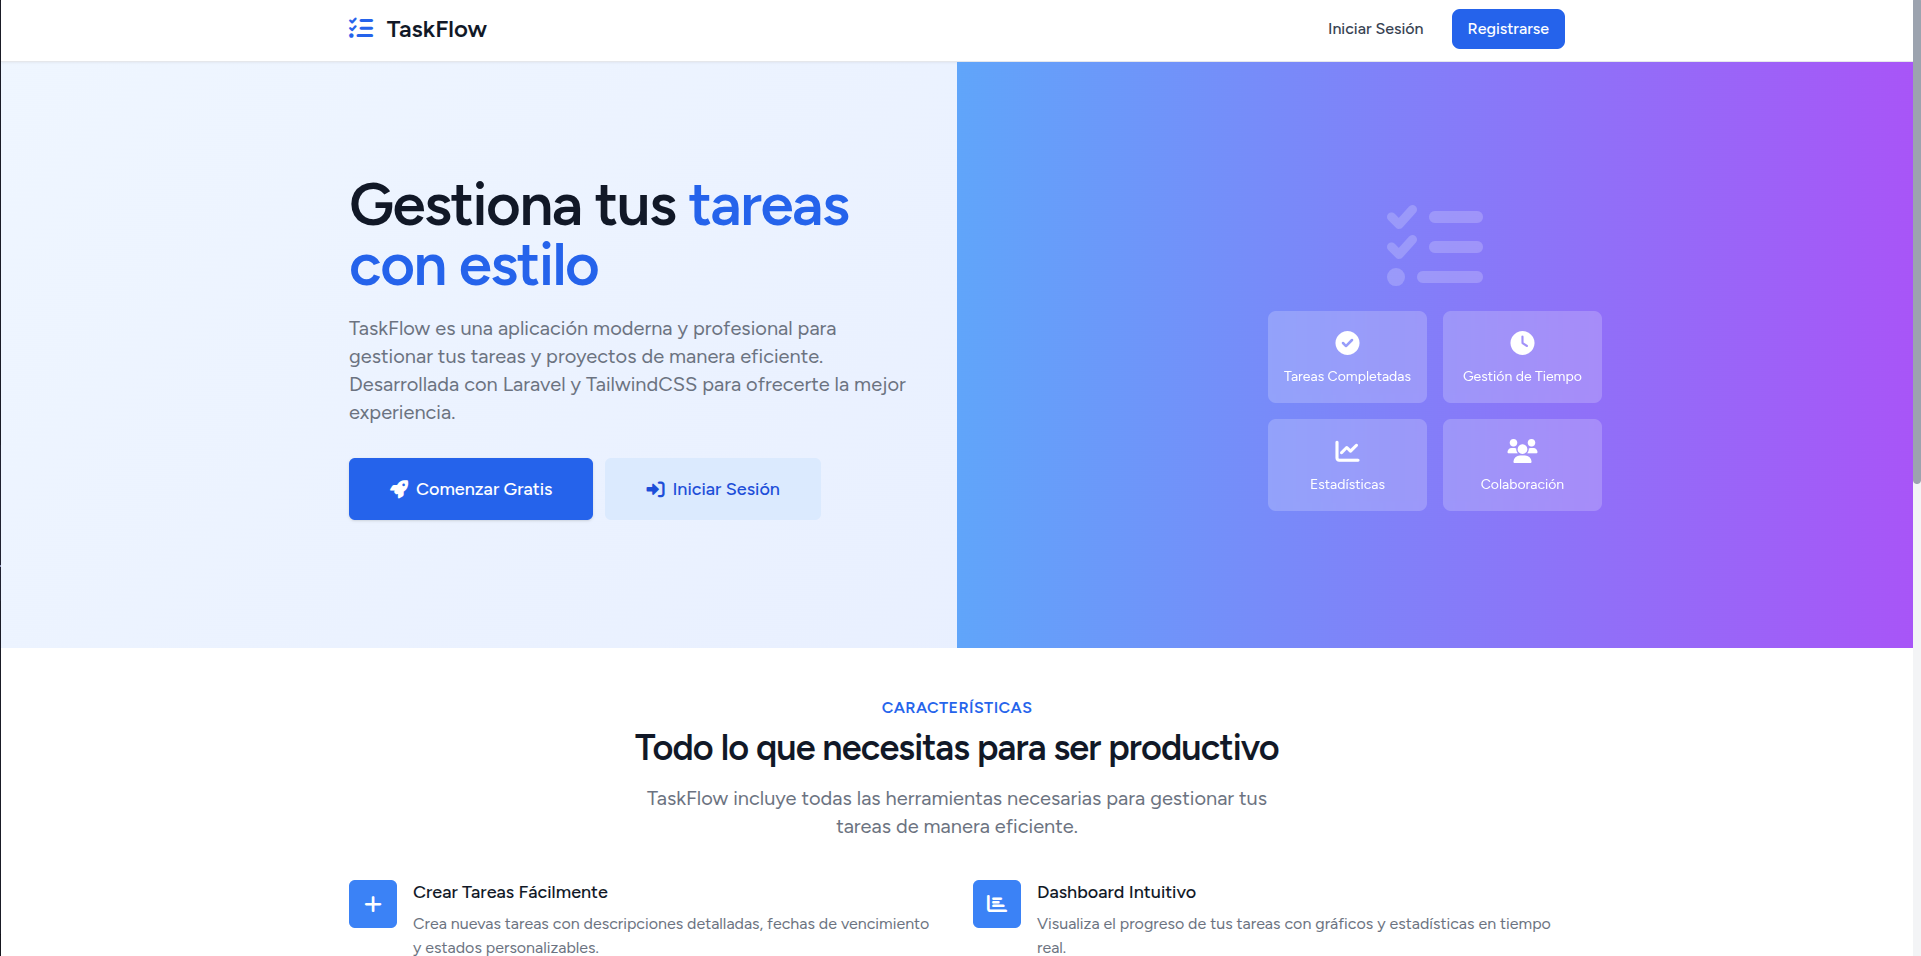 TaskFlow
Iniciar Sesión
Registrarse
Gestiona tus tareas
con estilo
TaskFlow es una aplicación moderna y profesional para
gestionar tus tareas y proyectos de manera eficiente.
Desarrollada con Laravel y TailwindCSS para ofrecerte la mejor
experiencia.
Comenzar Gratis
Iniciar Sesión
Tareas Completadas
Gestión de Tiempo
Estadísticas
Colaboración
CARACTERÍSTICAS
Todo lo que necesitas para ser productivo
TaskFlow incluye todas las herramientas necesarias para gestionar tus
tareas de manera eficiente.
Crear Tareas Fácilmente
Crea nuevas tareas con descripciones detalladas, fechas de vencimiento
y estados personalizables.
Dashboard Intuitivo
Visualiza el progreso de tus tareas con gráficos y estadísticas en tiempo
real.